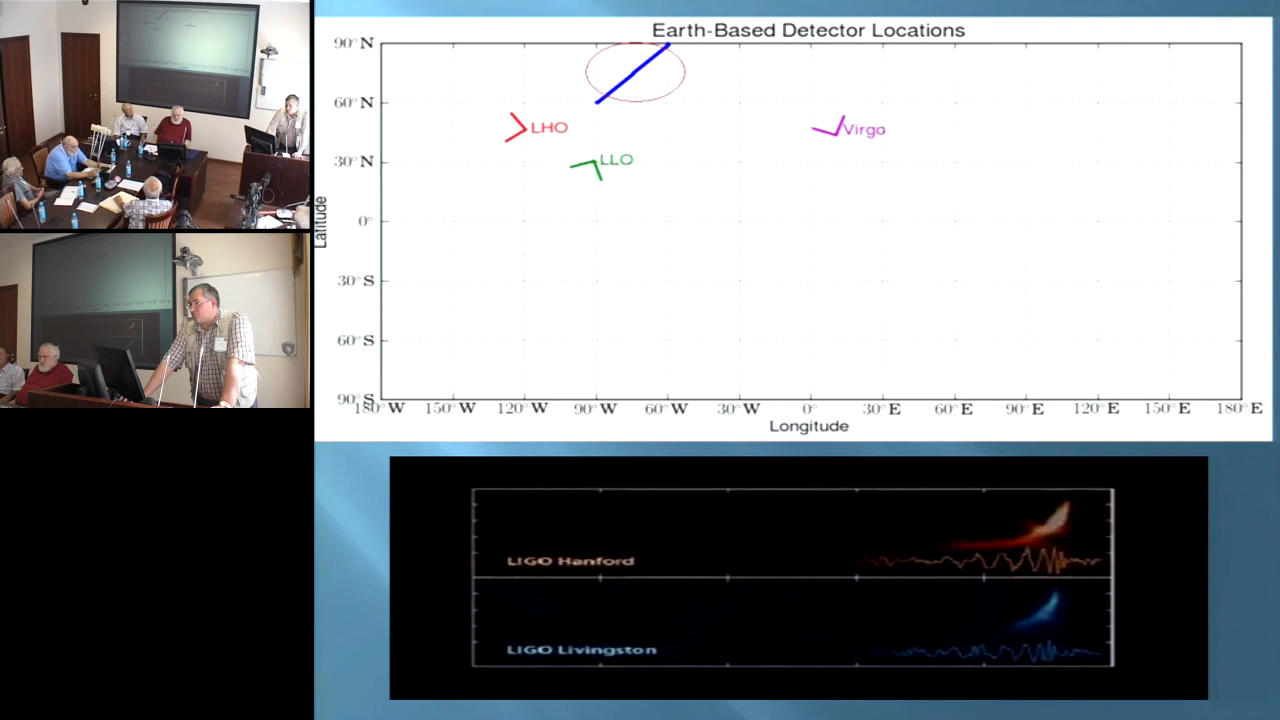 Earth-Based Detector Locations
90°N
60°N
30°N
0°
30°S
60°S
90°S
Latitude
LHO
LLO
Virgo
180°W 150°W 120°W 90°W 60°W 30°W 0° 30°E 60°E 90°E 120°E 150°E 180°E
Longitude
LIGO Hanford
LIGO Livingston